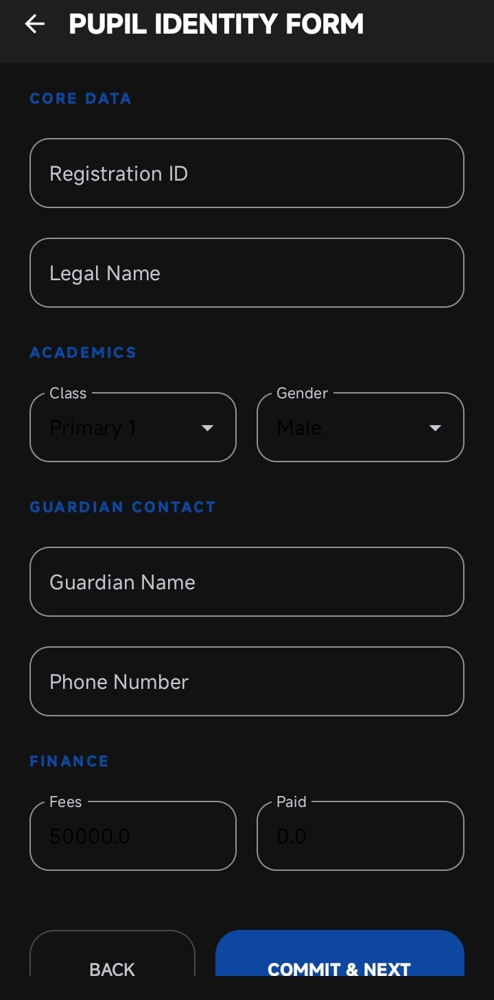 PUPIL IDENTITY FORM
CORE DATA
Registration ID
Legal Name
ACADEMICS
Class
Gender
Primary 1
Male
GUARDIAN CONTACT
Guardian Name
Phone Number
FINANCE
Fees
Paid
50000.0
0.0
BACK
COMMIT & NEXT